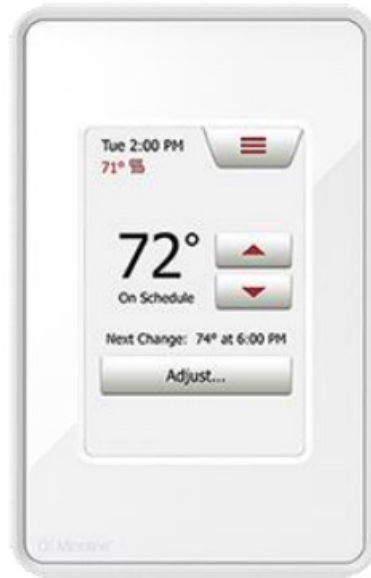 Tue 2:00 PM
71°
72°
On Schedule
Next Change: 74° at 6:00 PM
Adjust...